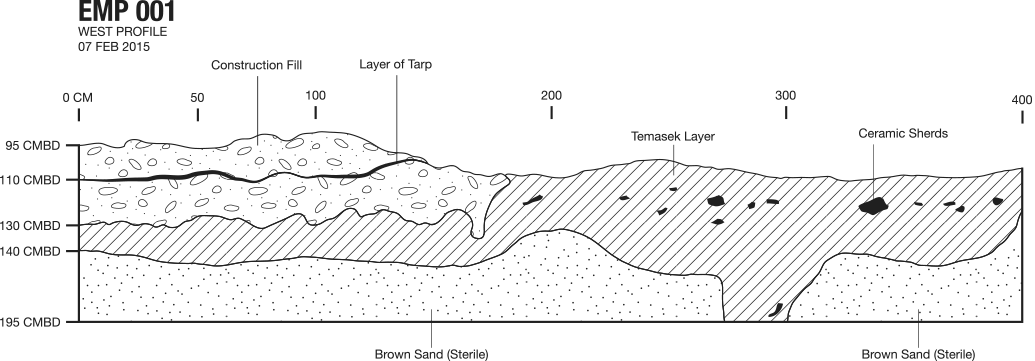 EMP 001
WEST PROFILE
07 FEB 2015
Construction Fill
Layer of Tarp
0 CM
50
100
200
300
400
Temasek Layer
Ceramic Sherds
95 CMBD
110 CMBD
130 CMBD
140 CMBD
195 CMBD
Brown Sand (Sterile)
Brown Sand (Sterile)